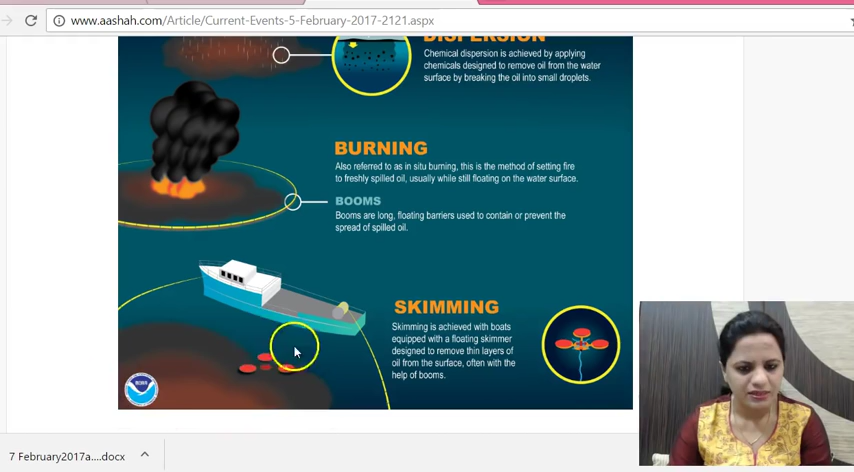 www.aashah.com/Article/Current-Events-5-February-2017-2121.aspx
DISPERSION
Chemical dispersion is achieved by applying
chemicals designed to remove oil from the water
surface by breaking the oil into small droplets.
BURNING
Also referred to as in situ burning, this is the method of setting fire
to freshly spilled oil, usually while still floating on the water surface.
BOOMS
Booms are long, floating barriers used to contain or prevent the
spread of spilled oil.
SKIMMING
Skimming is achieved with boats
equipped with a floating skimmer
designed to remove thin layers of
oil from the surface, often with the
help of booms.
NOAA
7 February2017a....docx